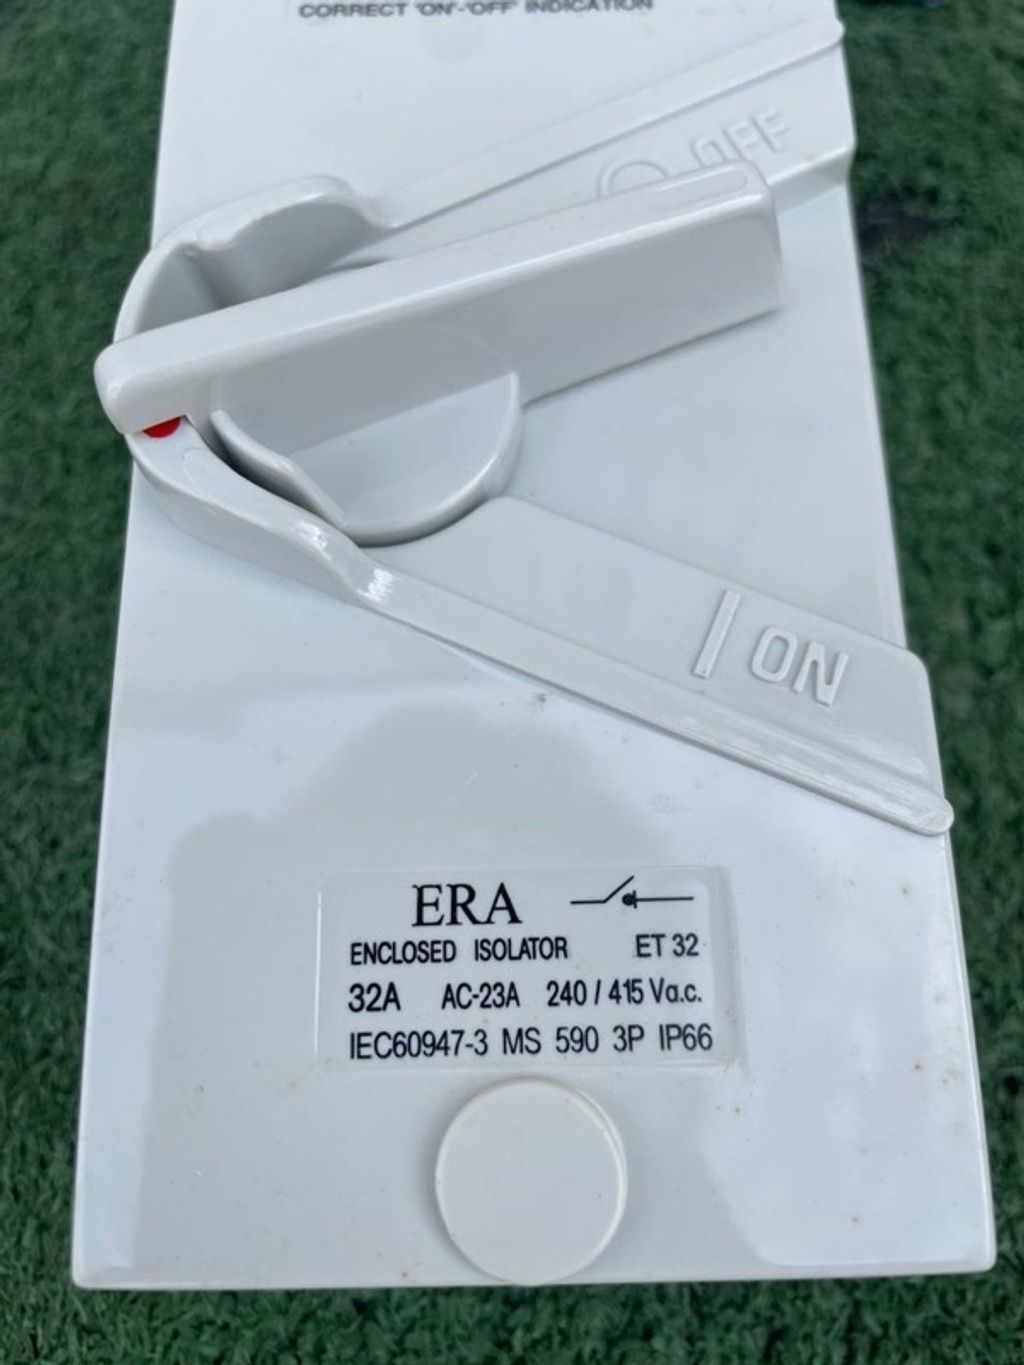 CORRECT 'ON'-'OFF' INDICATION
OFF
ON
ERA
ENCLOSED ISOLATOR ET 32
32A AC-23A 240 / 415 Va.c.
IEC60947-3 MS 590 3P IP66